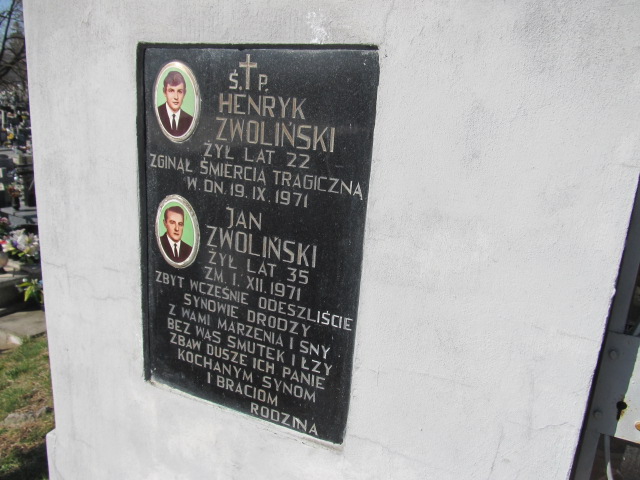 Ś. P.
HENRYK
ZWOLIŃSKI
ŻYŁ LAT 22
ZGINĄŁ ŚMIERCIĄ TRAGICZNĄ
W. DN. 19. IX. 1971
JAN
ZWOLIŃSKI
ŻYŁ LAT 35
ZM. 1. XII. 1971
ZBYT WCZEŚNIE ODESZLIŚCIE
SYNOWIE DRODZY
Z WAMI MARZENIA I SNY
BEZ WAS SMUTEK I ŁZY
ZBAW DUSZE ICH PANIE
KOCHANYM SYNOM
I BRACIOM
RODZINA